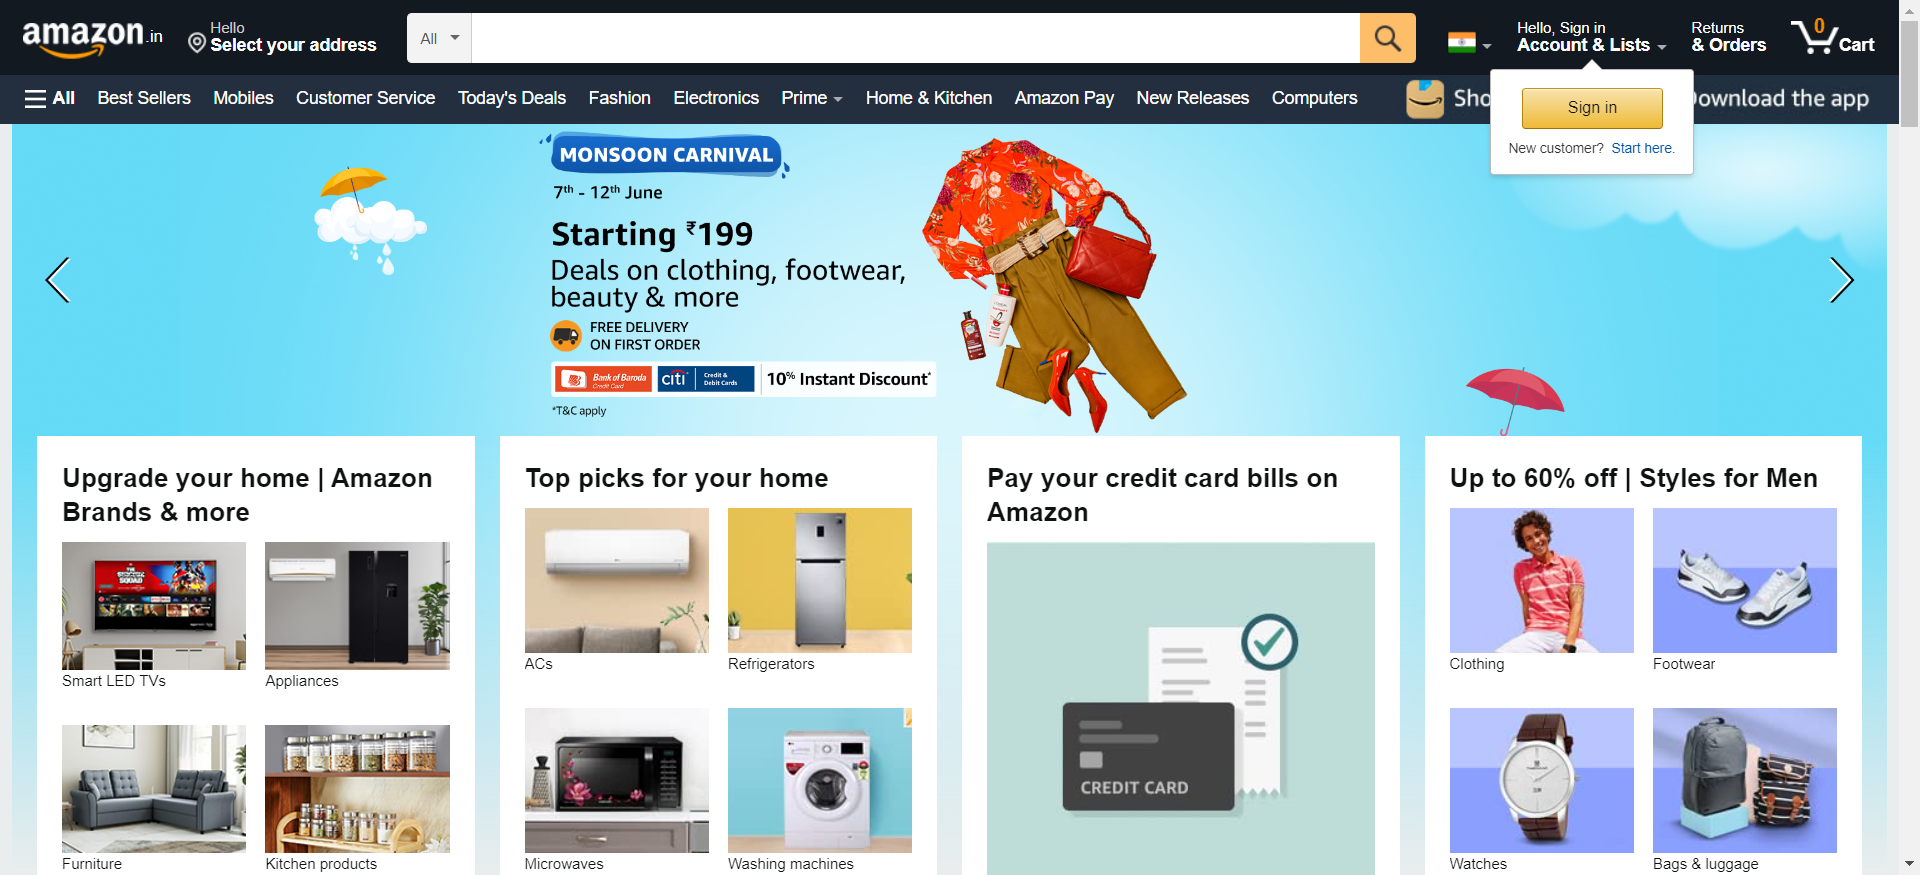 amazon.in
Hello
Select your address
All
Hello, Sign in
Account & Lists
Returns
& Orders
0
Cart
All
Best Sellers
Mobiles
Customer Service
Today's Deals
Fashion
Electronics
Prime
Home & Kitchen
Amazon Pay
New Releases
Computers
Sho
Download the app
Sign in
New customer? Start here.
MONSOON CARNIVAL
7th - 12th June
Starting ₹199
Deals on clothing, footwear,
beauty & more
FREE DELIVERY
ON FIRST ORDER
Bank of Baroda
Credit Card
citi
Credit &
Debit Cards
10% Instant Discount*
*T&C apply
Upgrade your home | Amazon
Brands & more
Smart LED TVs
Appliances
Furniture
Kitchen products
Top picks for your home
ACs
Refrigerators
Microwaves
Washing machines
Pay your credit card bills on
Amazon
CREDIT CARD
Up to 60% off | Styles for Men
Clothing
Footwear
Watches
Bags & luggage